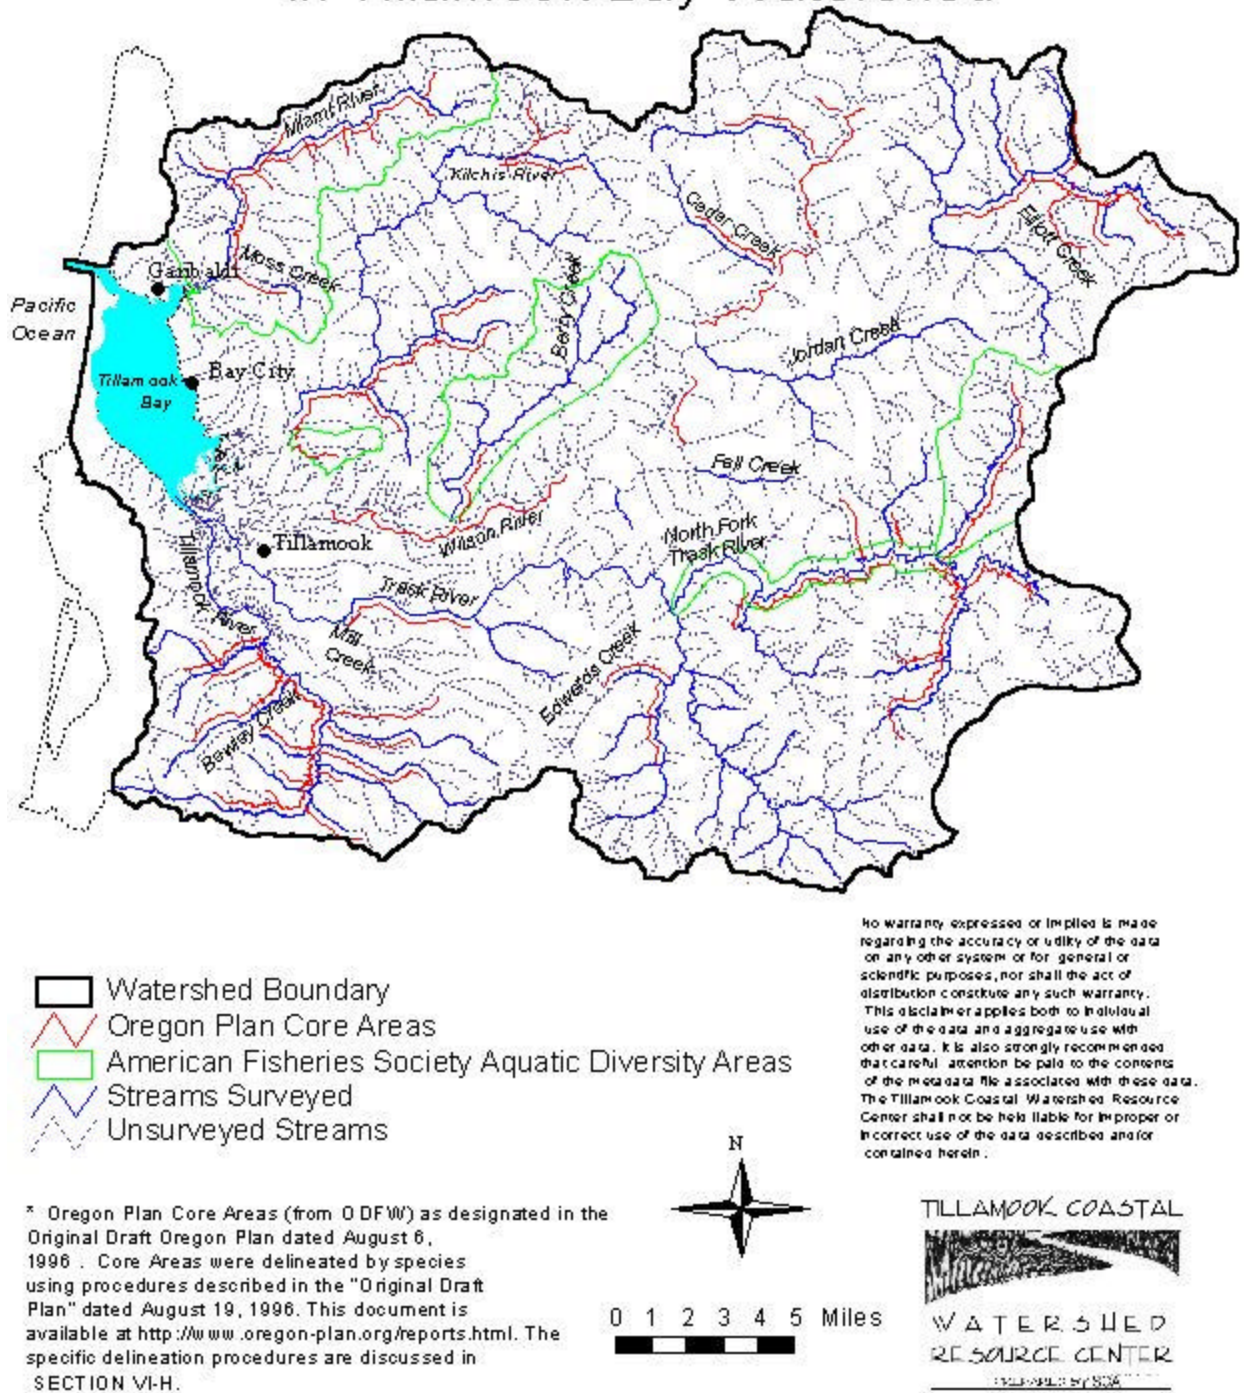 in Tillamook Bay Watershed
Miami River
Kilchis River
Cedar Creek
Elliott Creek
Moss Creek
Garibaldi
Berry Creek
Pacific
Ocean
Jordan Creek
Tillamook
Bay
Bay City
Fall Creek
Wilson River
North Fork
Trask River
Tillamook
Tillamook River
Trask River
Mill
Creek
Edwards Creek
Bewley Creek
No warranty expressed or implied is made
regarding the accuracy or utility of the data
on any other system or for general or
scientific purposes, nor shall the act of
distribution constitute any such warranty.
This disclaimer applies both to individual
use of the data and aggregate use with
other data. It is also strongly recommended
that careful attention be paid to the contents
of the metadata file associated with these data.
The Tillamook Coastal Watershed Resource
Center shall not be held liable for improper or
incorrect use of the data described and/or
contained herein.
Watershed Boundary
Oregon Plan Core Areas
American Fisheries Society Aquatic Diversity Areas
Streams Surveyed
Unsurveyed Streams
N
* Oregon Plan Core Areas (from ODFW) as designated in the
Original Draft Oregon Plan dated August 6,
1996 . Core Areas were delineated by species
using procedures described in the "Original Draft
Plan" dated August 19, 1996. This document is
available at http://www.oregon-plan.org/reports.html. The
specific delineation procedures are discussed in
SECTION VI-H.
0 1 2 3 4 5 Miles
TILLAMOOK COASTAL
WATERSHED
RESOURCE CENTER
PREPARED BY